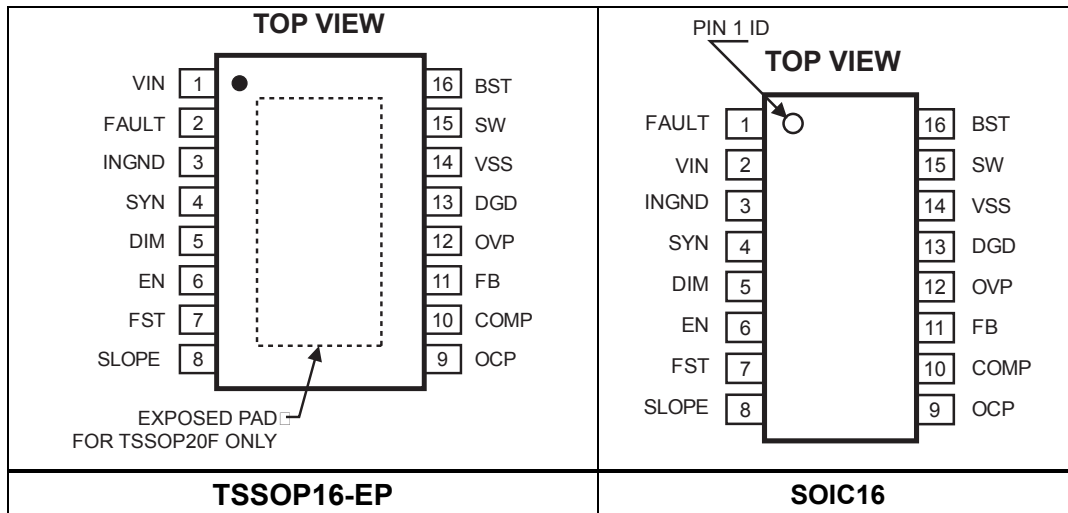 TOP VIEW
VIN 1 16 BST
FAULT 2 15 SW
INGND 3 14 VSS
SYN 4 13 DGD
DIM 5 12 OVP
EN 6 11 FB
FST 7 10 COMP
SLOPE 8 9 OCP
EXPOSED PAD
FOR TSSOP20F ONLY
TSSOP16-EP
PIN 1 ID
TOP VIEW
FAULT 1 16 BST
VIN 2 15 SW
INGND 3 14 VSS
SYN 4 13 DGD
DIM 5 12 OVP
EN 6 11 FB
FST 7 10 COMP
SLOPE 8 9 OCP
SOIC16